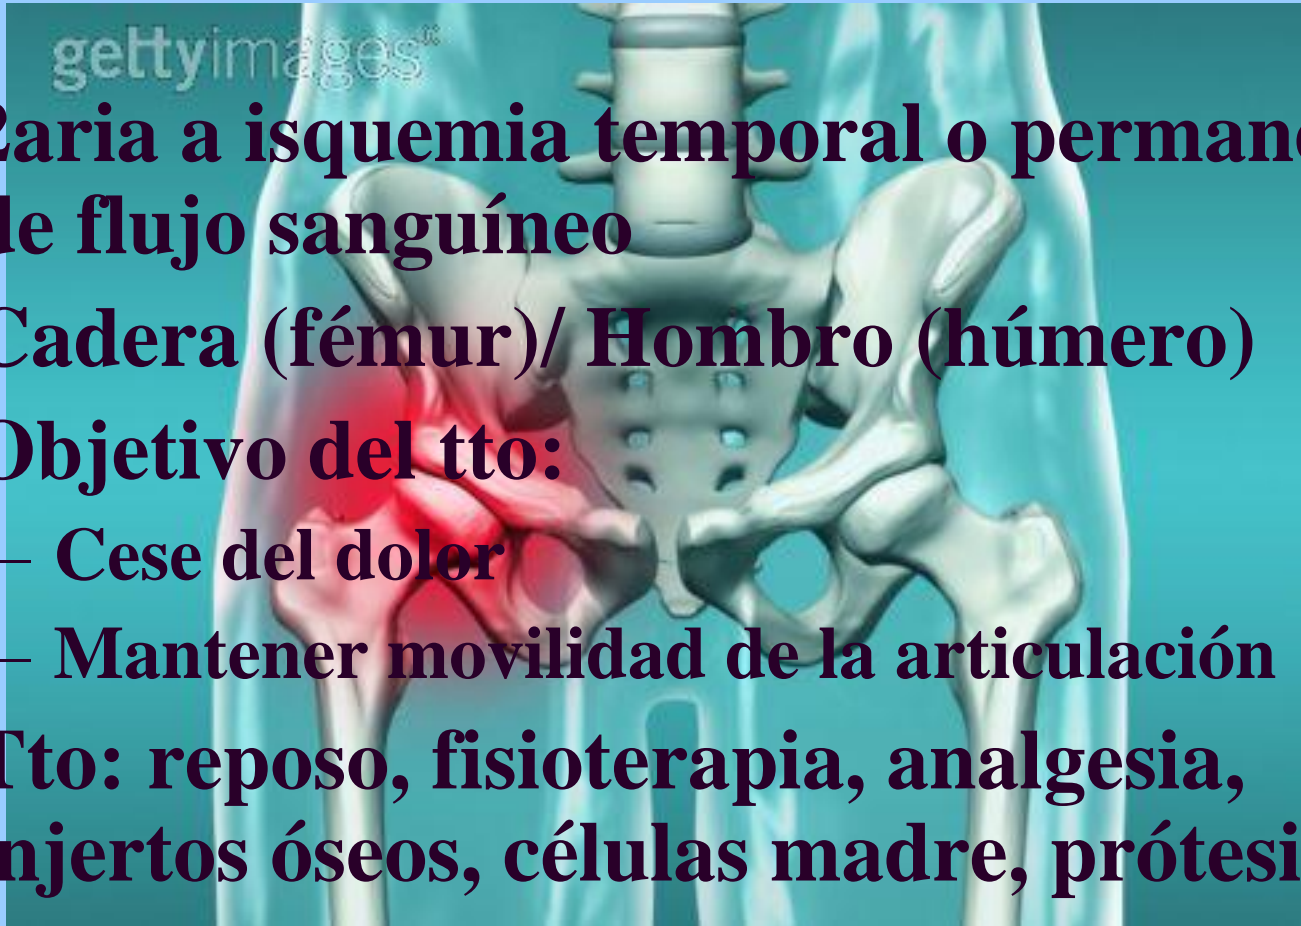 gettyimages®
2aria a isquemia temporal o
de flujo sanguíneo
Cadera (fémur)/ Hombro (húmero)
Objetivo del tto:
– Cese del dolor
– Mantener movilidad de la articulación
Tto: reposo, fisioterapia, analgesia,
njertos óseos, células madre, prótesi